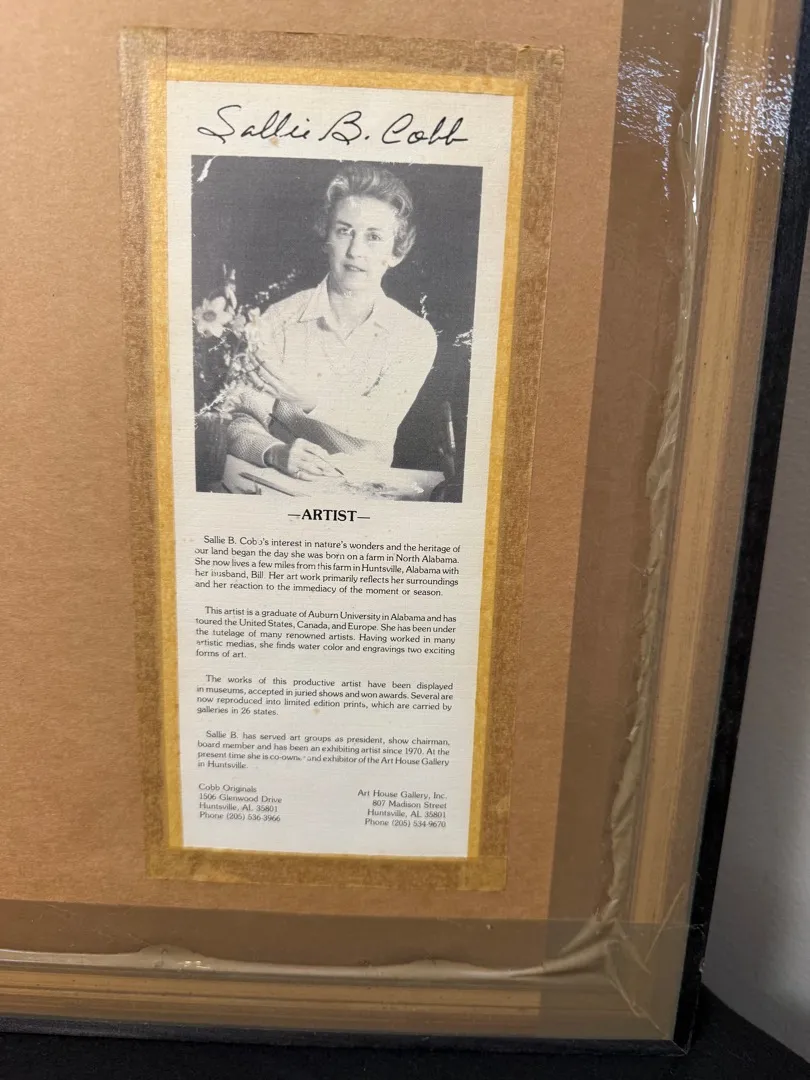 Sallie B. Cobb
—ARTIST—
Sallie B. Cobb's interest in nature's wonders and the heritage of
our land began the day she was born on a farm in North Alabama.
She now lives a few miles from this farm in Huntsville, Alabama with
her husband, Bill. Her art work primarily reflects her surroundings
and her reaction to the immediacy of the moment or season.
This artist is a graduate of Auburn University in Alabama and has
toured the United States, Canada, and Europe. She has been under
the tutelage of many renowned artists. Having worked in many
artistic medias, she finds water color and engravings two exciting
forms of art.
The works of this productive artist have been displayed
in museums, accepted in juried shows and won awards. Several are
now reproduced into limited edition prints, which are carried by
galleries in 26 states.
Sallie B. has served art groups as president, show chairman,
board member and has been an exhibiting artist since 1970. At the
present time she is co-owner and exhibitor of the Art House Gallery
in Huntsville.
Cobb Originals
1506 Glenwood Drive
Huntsville, AL 35801
Phone (205) 536-3966
Art House Gallery, Inc.
807 Madison Street
Huntsville, AL 35801
Phone (205) 534-9670